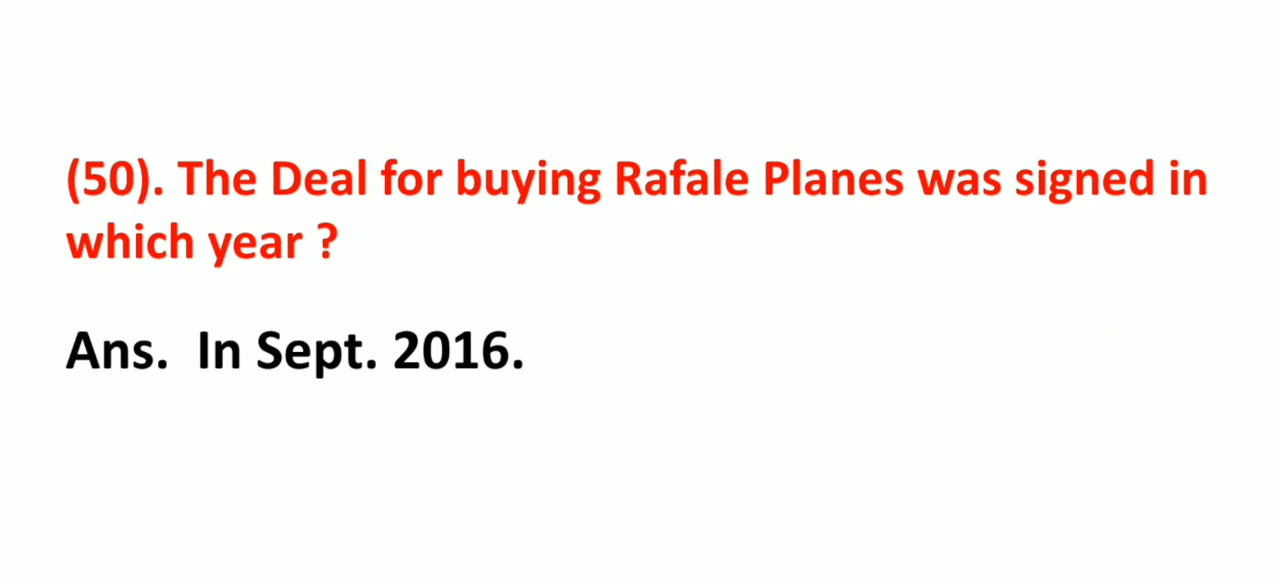 (50). The Deal for buying Rafale Planes was signed in
which year ?
Ans. In Sept. 2016.